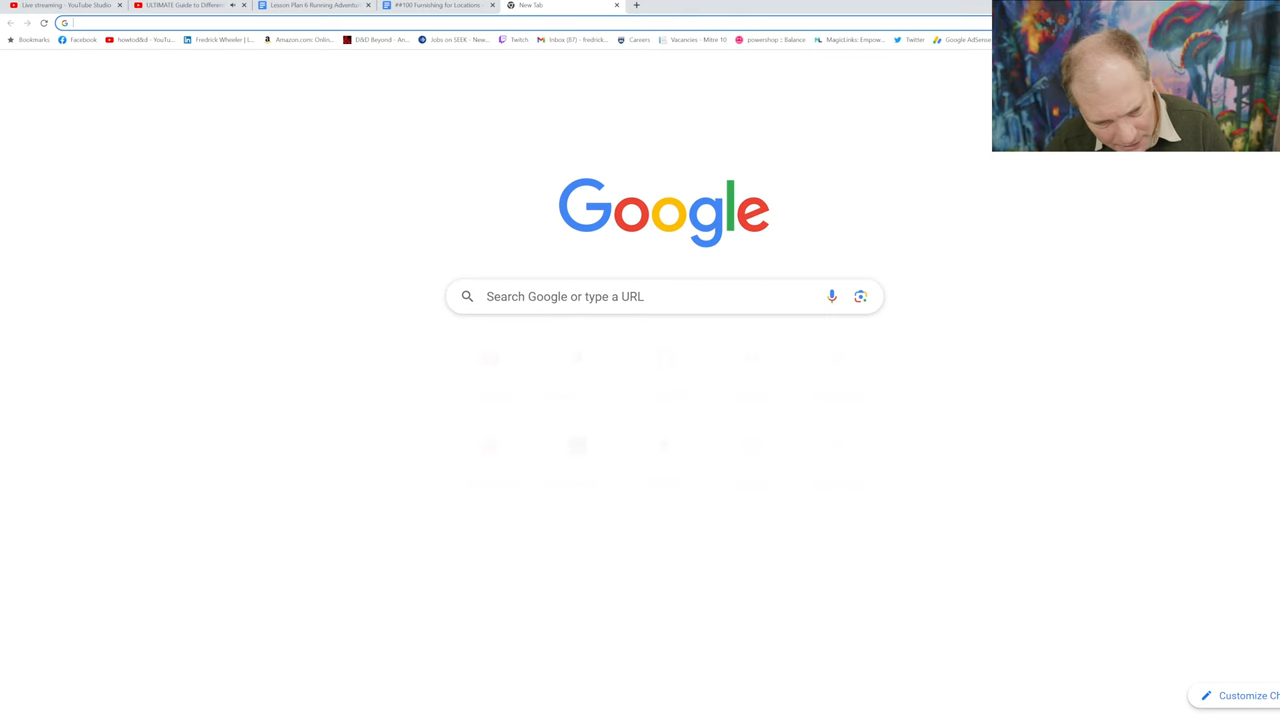 Live streaming - YouTube Studio
ULTIMATE Guide to Differen
Lesson Plan 6 Running Adventur
##100 Furnishing for Locations -
New Tab
Bookmarks
Facebook
howtod&d - YouTu...
Fredrick Wheeler | L...
Amazon.com: Onlin...
D&D Beyond - An...
Jobs on SEEK - New...
Twitch
Inbox (87) - fredrick...
Careers
Vacancies - Mitre 10
powershop :: Balance
MagicLinks: Empow...
Twitter
Google AdSense
Google
Search Google or type a URL
Customize Ch